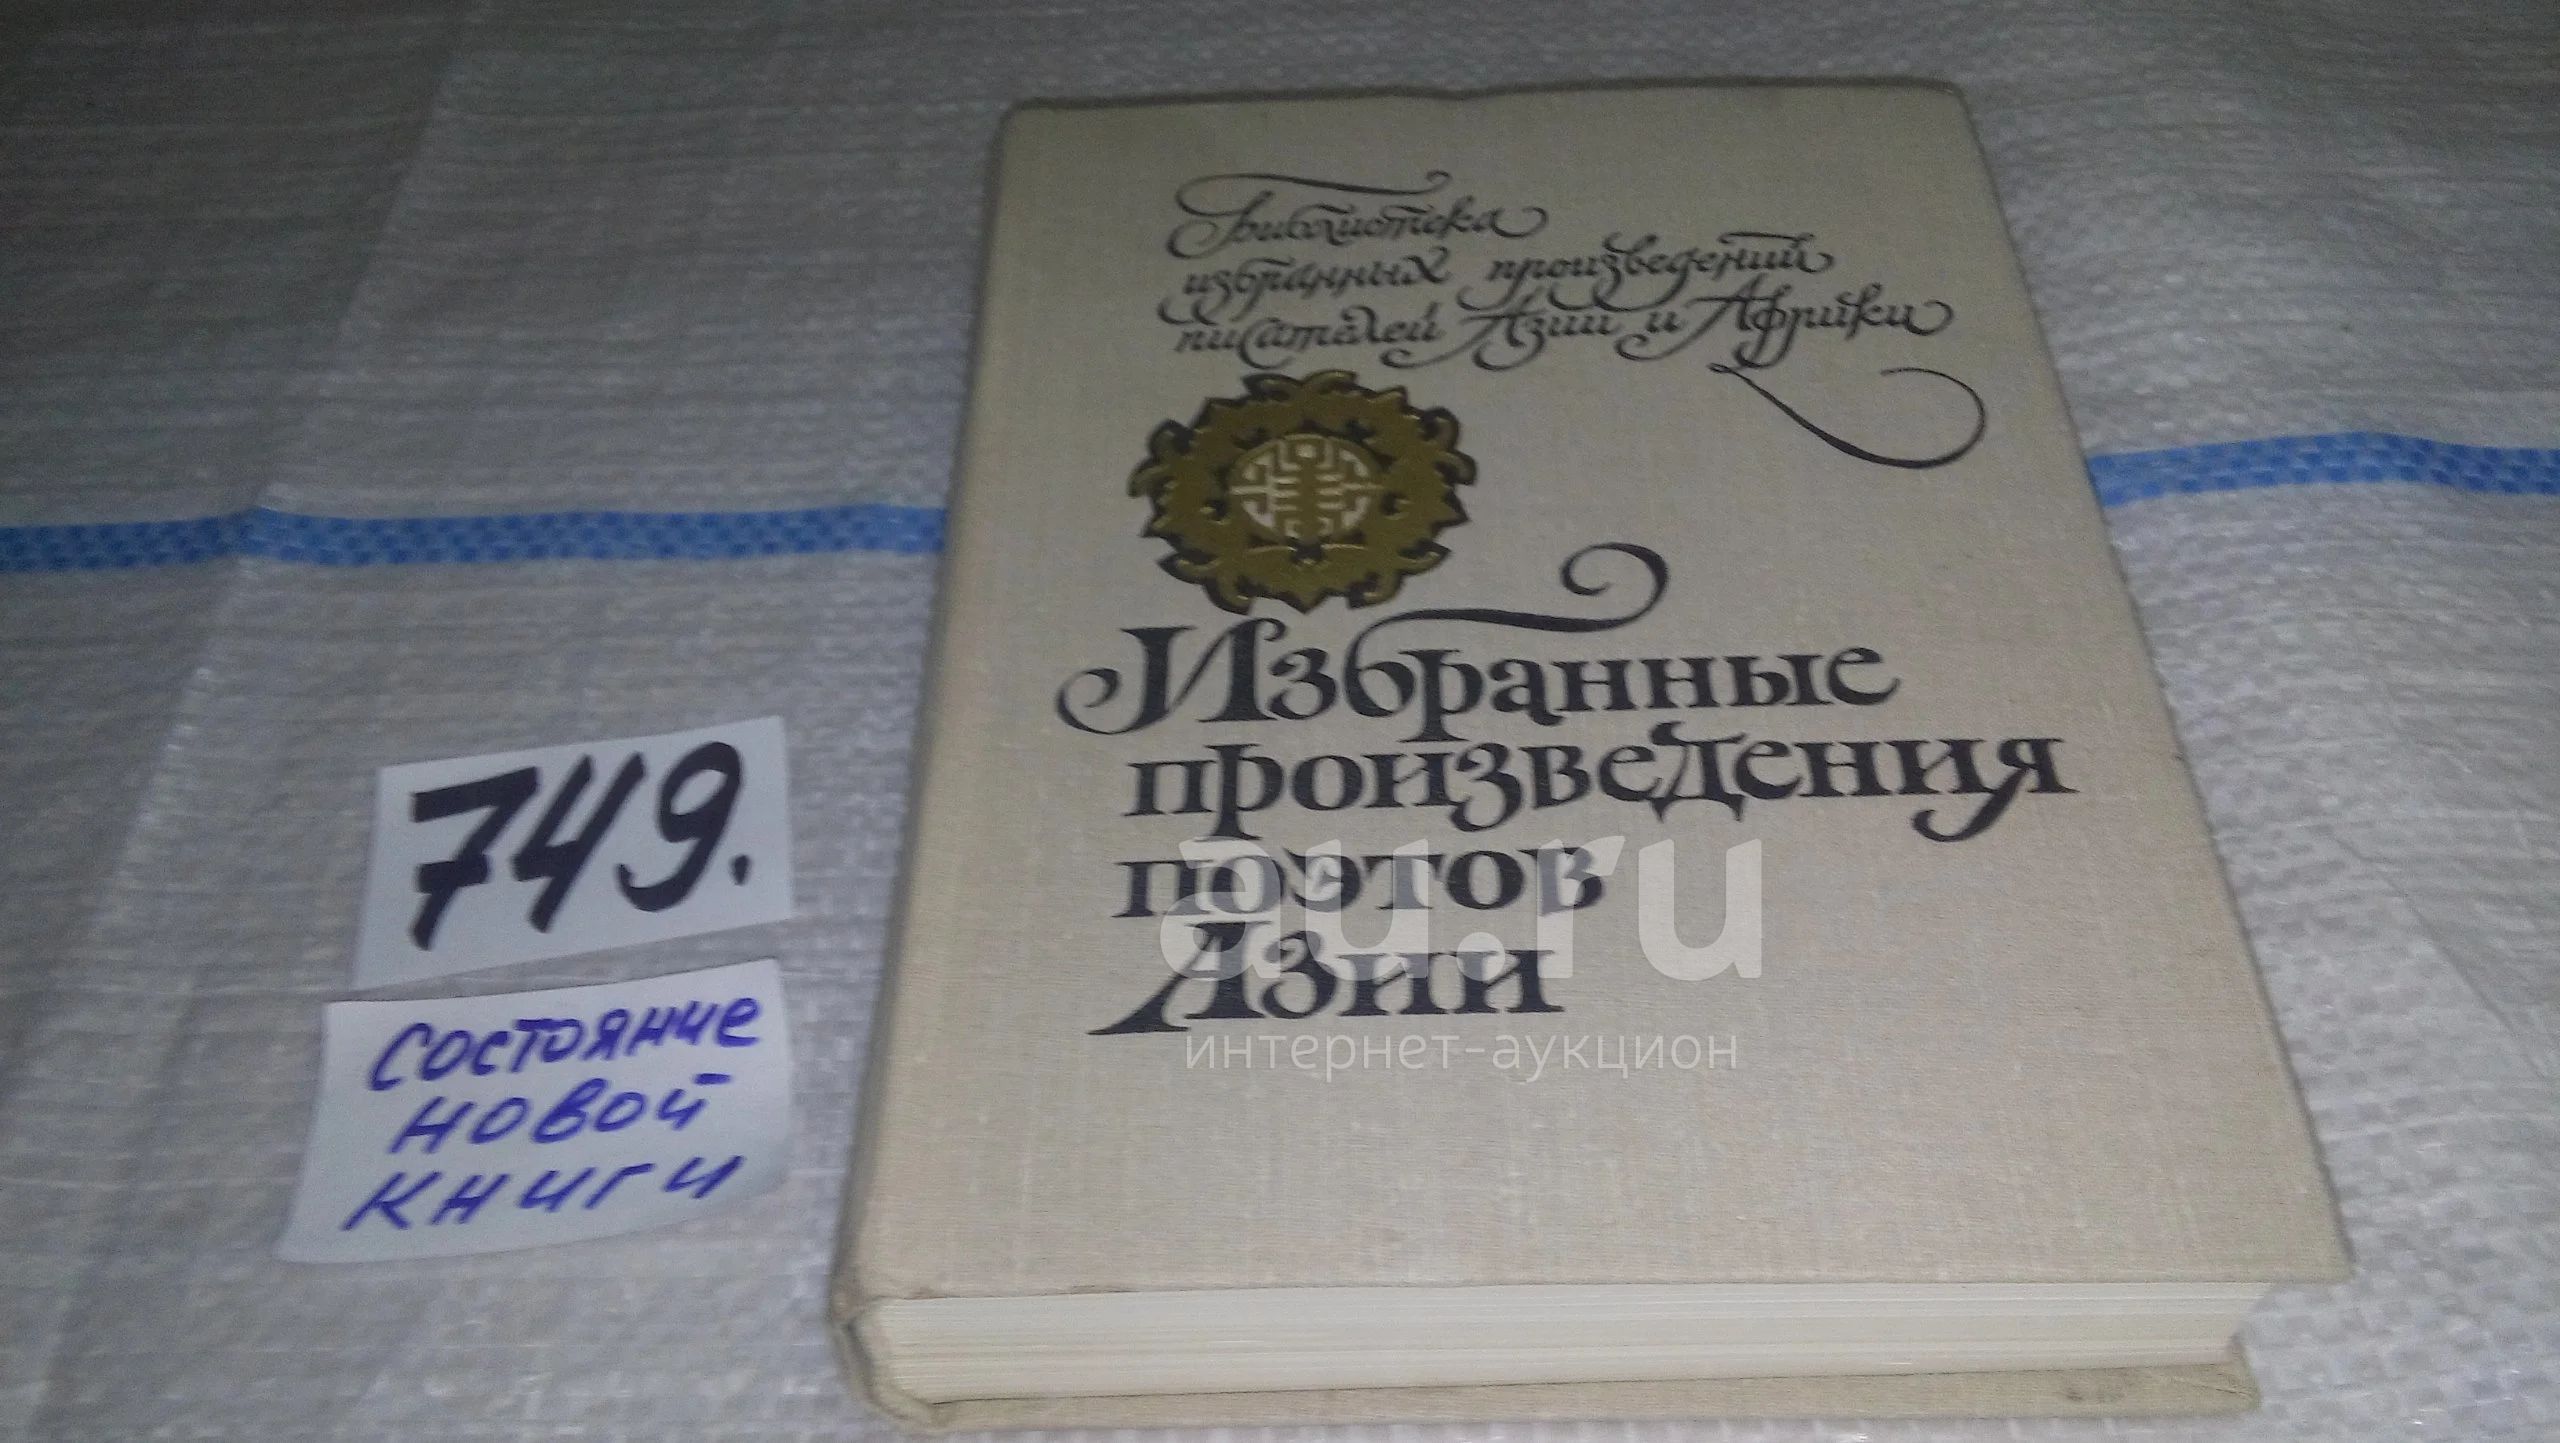 Библиотека
избранных произведений
писателей Азии и Африки
Избранные
произведения
поэтов
Азии
749.
состояние
новой
книги
au.ru
интернет-аукцион